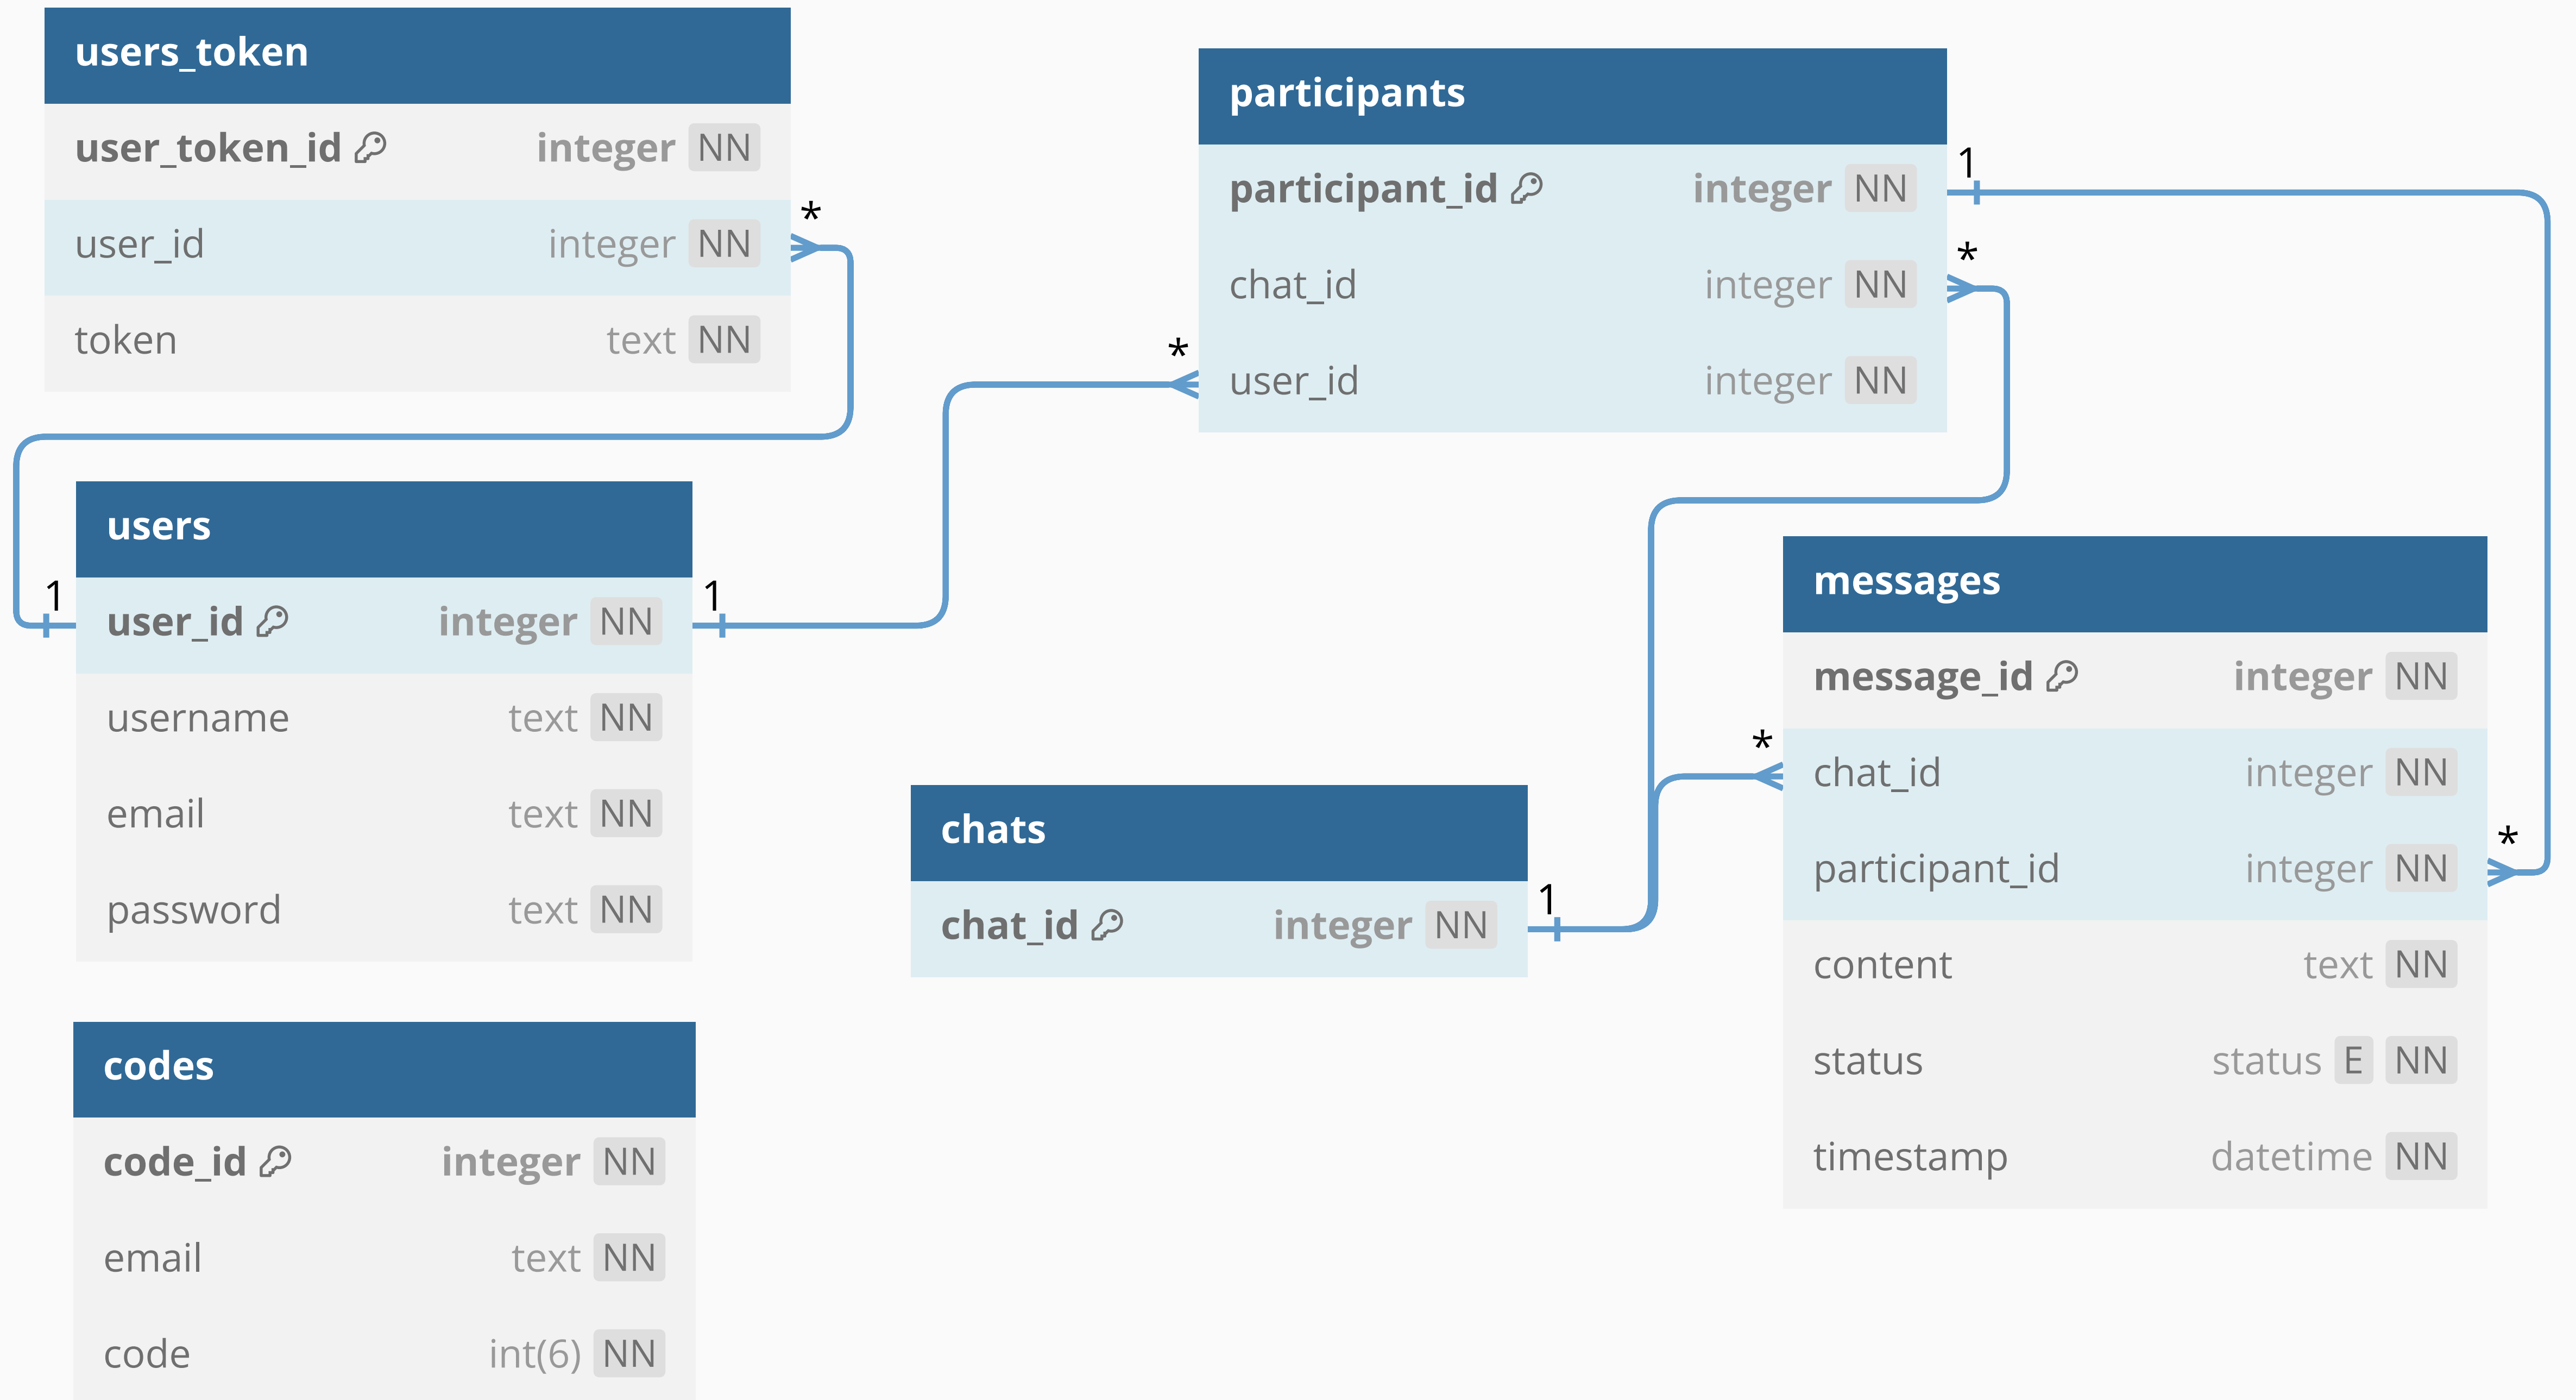 users_token
user_token_id integer NN
user_id integer NN
token text NN
*
1
users
user_id integer NN
username text NN
email text NN
password text NN
1
*
participants
participant_id integer NN
chat_id integer NN
user_id integer NN
1
*
chats
chat_id integer NN
1
messages
message_id integer NN
chat_id integer NN
participant_id integer NN
content text NN
status status E NN
timestamp datetime NN
*
*
codes
code_id integer NN
email text NN
code int(6) NN